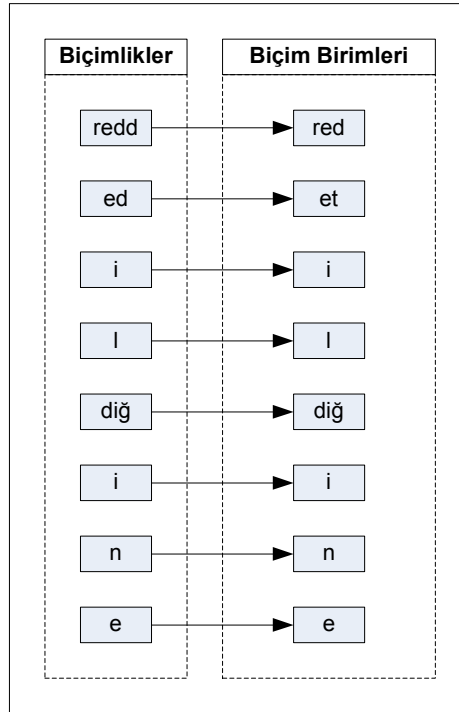 Biçimlikler Biçim Birimleri
redd red
ed et
i i
l l
diğ diğ
i i
n n
e e